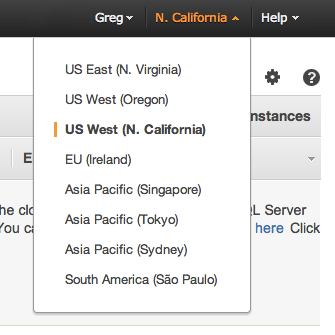 Greg N. California Help
US East (N. Virginia)
US West (Oregon)
US West (N. California)
EU (Ireland)
Asia Pacific (Singapore)
Asia Pacific (Tokyo)
Asia Pacific (Sydney)
South America (São Paulo)
stances
E
he clo QL Server
You ca here Click